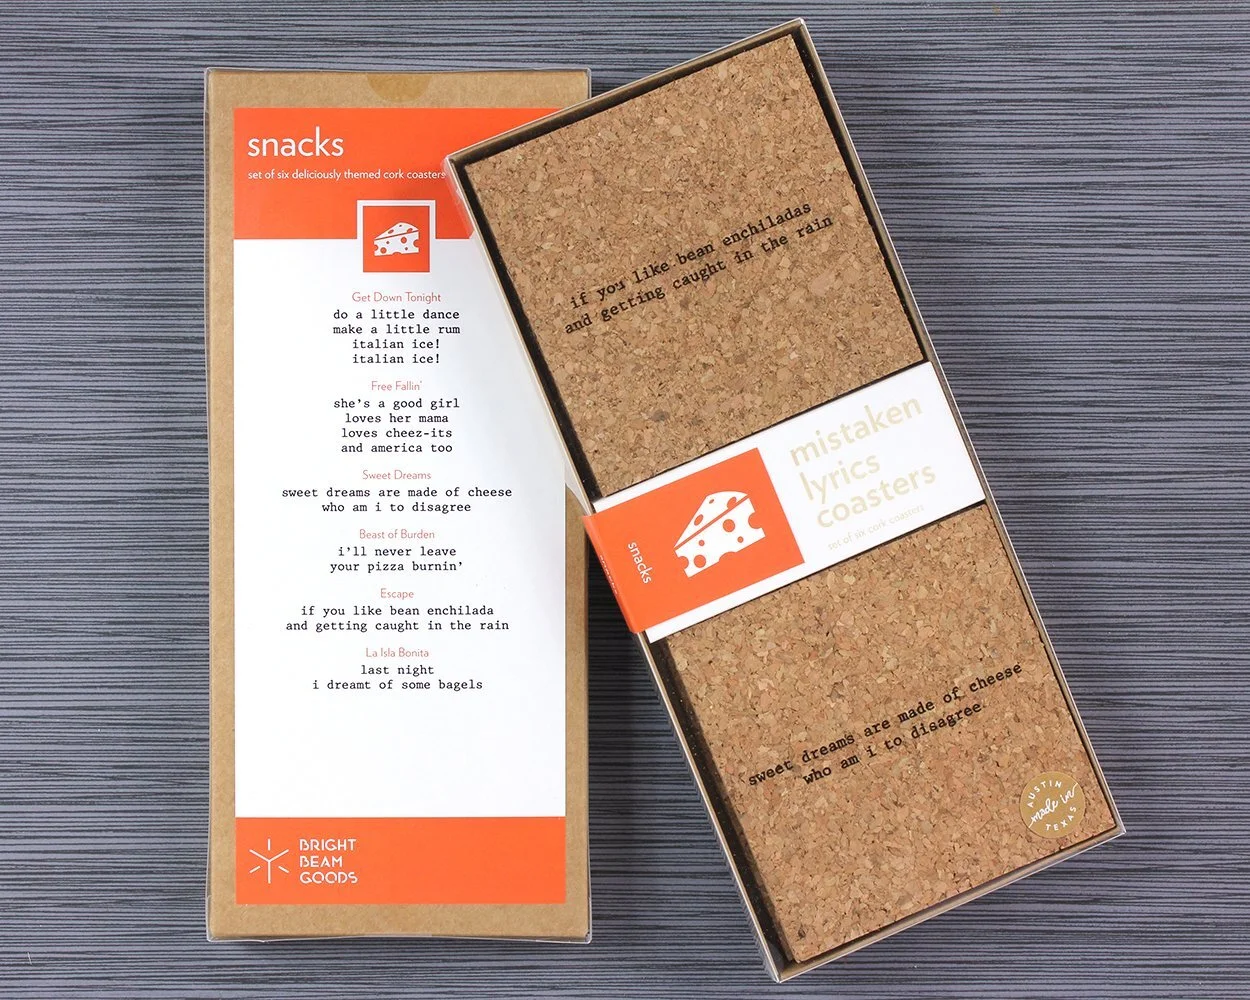 snacks
set of six deliciously themed cork coasters
Get Down Tonight
do a little dance
make a little rum
italian ice!
italian ice!
Free Fallin'
she's a good girl
loves her mama
loves cheez-its
and america too
Sweet Dreams
sweet dreams are made of cheese
who am i to disagree
Beast of Burden
i'll never leave
your pizza burnin'
Escape
if you like bean enchilada
and getting caught in the rain
La Isla Bonita
last night
i dreamt of some bagels
BRIGHT
BEAM
GOODS
if you like bean enchiladas
and getting caught in the rain
snacks
mistaken
lyrics
coasters
set of six cork coasters
sweet dreams are made of cheese
who am i to disagree
AUSTIN
made in
TEXAS